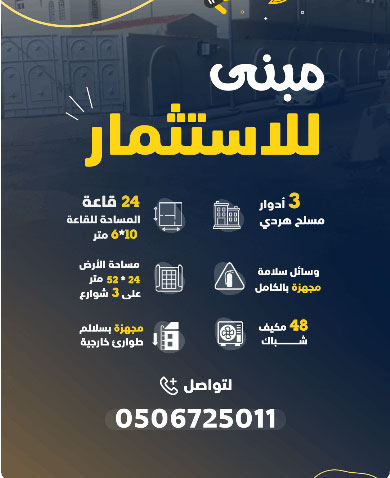 مبنى
للاستثمار
3 أدوار
مسلح هردي
24 قاعة
المساحة للقاعة
10*6 متر
وسائل سلامة
مجهزة بالكامل
مساحة الأرض
24 * 52 متر
على 3 شوارع
48 مكيف
شباك
مجهزة بسلالم
طوارئ خارجية
لتواصل
0506725011